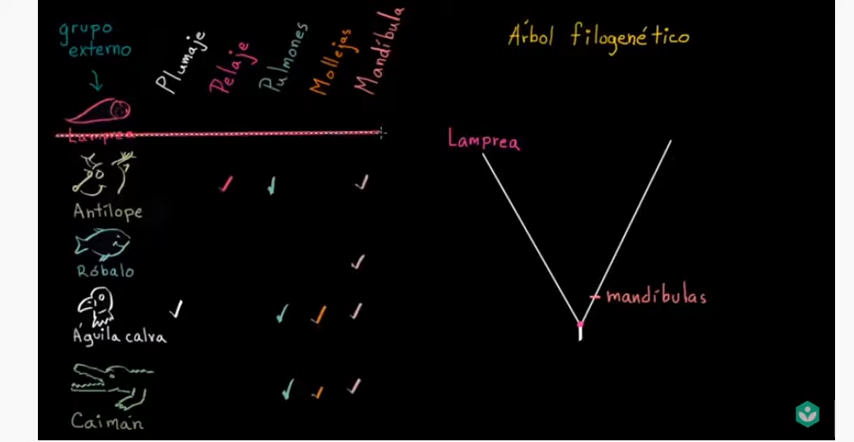 grupo
externo
Plumaje
Pelaje
Pulmones
Mollejas
Mandíbula
Lamprea
Antílope
Róbalo
Águila calva
Caimán
Árbol filogenético
Lamprea
mandíbulas